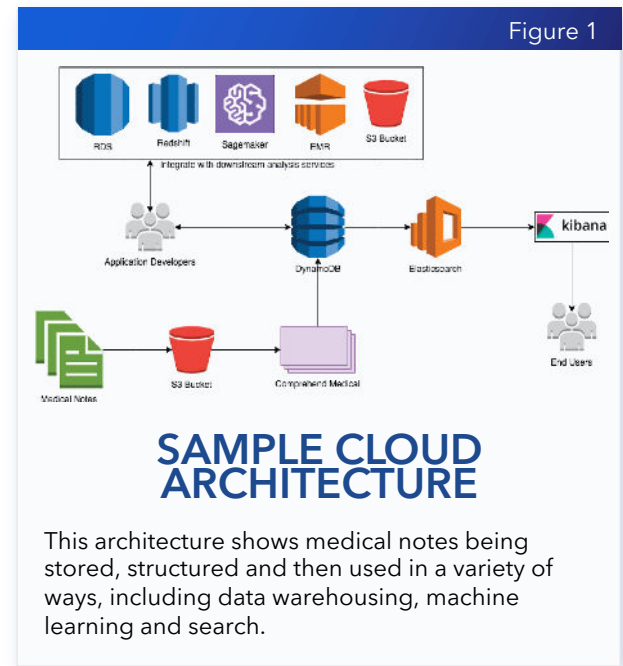 Figure 1
RDS Redshift Sagemaker EMR S3 Bucket
Integrate with downstream analysis services
Application Developers
DynamoDB
Elasticsearch
kibana
Medical Notes
S3 Bucket
Comprehend Medical
End Users
SAMPLE CLOUD
ARCHITECTURE
This architecture shows medical notes being
stored, structured and then used in a variety of
ways, including data warehousing, machine
learning and search.